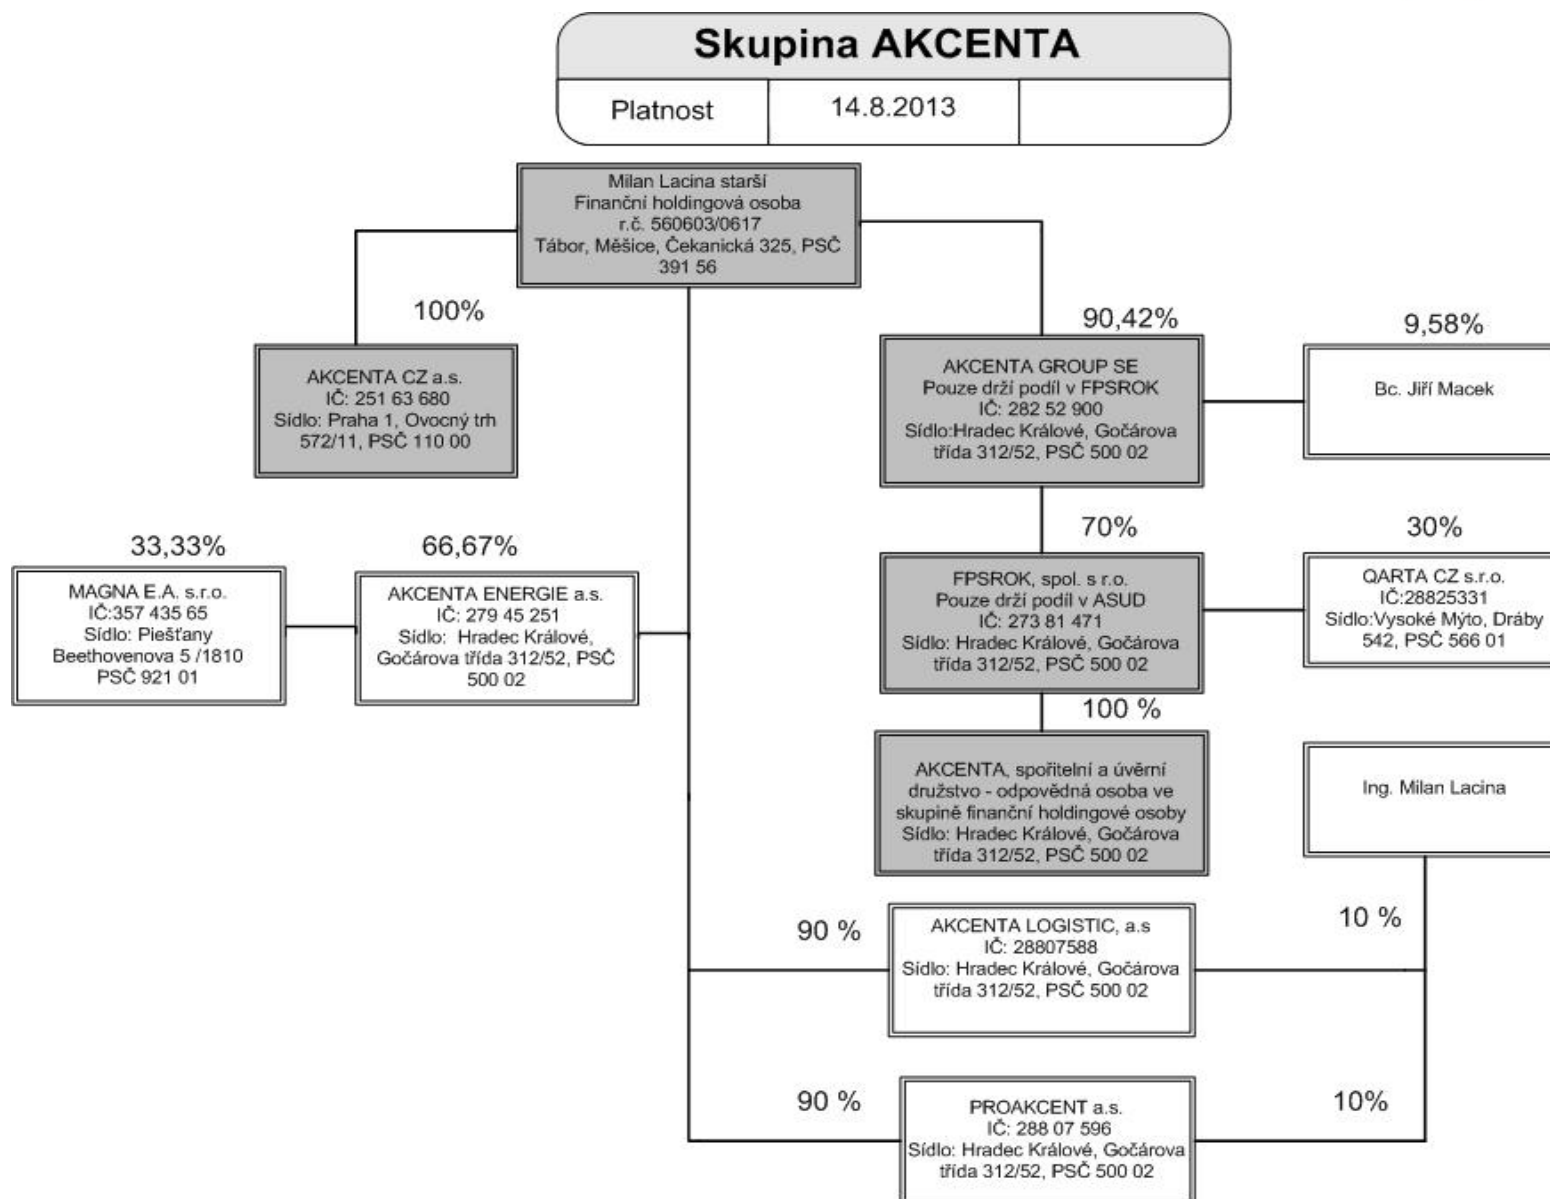 Skupina AKCENTA
Platnost
14.8.2013
Milan Lacina starší
Finanční holdingová osoba
r.č. 560603/0617
Tábor, Měšice, Čekanická 325, PSČ
391 56
100%
90,42%
9,58%
AKCENTA CZ a.s.
IČ: 251 63 680
Sídlo: Praha 1, Ovocný trh
572/11, PSČ 110 00
AKCENTA GROUP SE
Pouze drží podíl v FPSROK
IČ: 282 52 900
Sídlo:Hradec Králové, Gočárova
třída 312/52, PSČ 500 02
Bc. Jiří Macek
33,33%
66,67%
70%
30%
MAGNA E.A. s.r.o.
IČ:357 435 65
Sídlo: Piešťany
Beethovenova 5 /1810
PSČ 921 01
AKCENTA ENERGIE a.s.
IČ: 279 45 251
Sídlo: Hradec Králové,
Gočárova třída 312/52, PSČ
500 02
FPSROK, spol. s r.o.
Pouze drží podíl v ASUD
IČ: 273 81 471
Sídlo: Hradec Králové, Gočárova
třída 312/52, PSČ 500 02
QARTA CZ s.r.o.
IČ:28825331
Sídlo:Vysoké Mýto, Dráby
542, PSČ 566 01
100 %
AKCENTA, spořitelní a úvěrní
družstvo - odpovědná osoba ve
skupině finanční holdingové osoby
Sídlo: Hradec Králové, Gočárova
třída 312/52, PSČ 500 02
Ing. Milan Lacina
90 %
AKCENTA LOGISTIC, a.s
IČ: 28807588
Sídlo: Hradec Králové, Gočárova
třída 312/52, PSČ 500 02
10 %
90 %
PROAKCENT a.s.
IČ: 288 07 596
Sídlo: Hradec Králové, Gočárova
třída 312/52, PSČ 500 02
10%